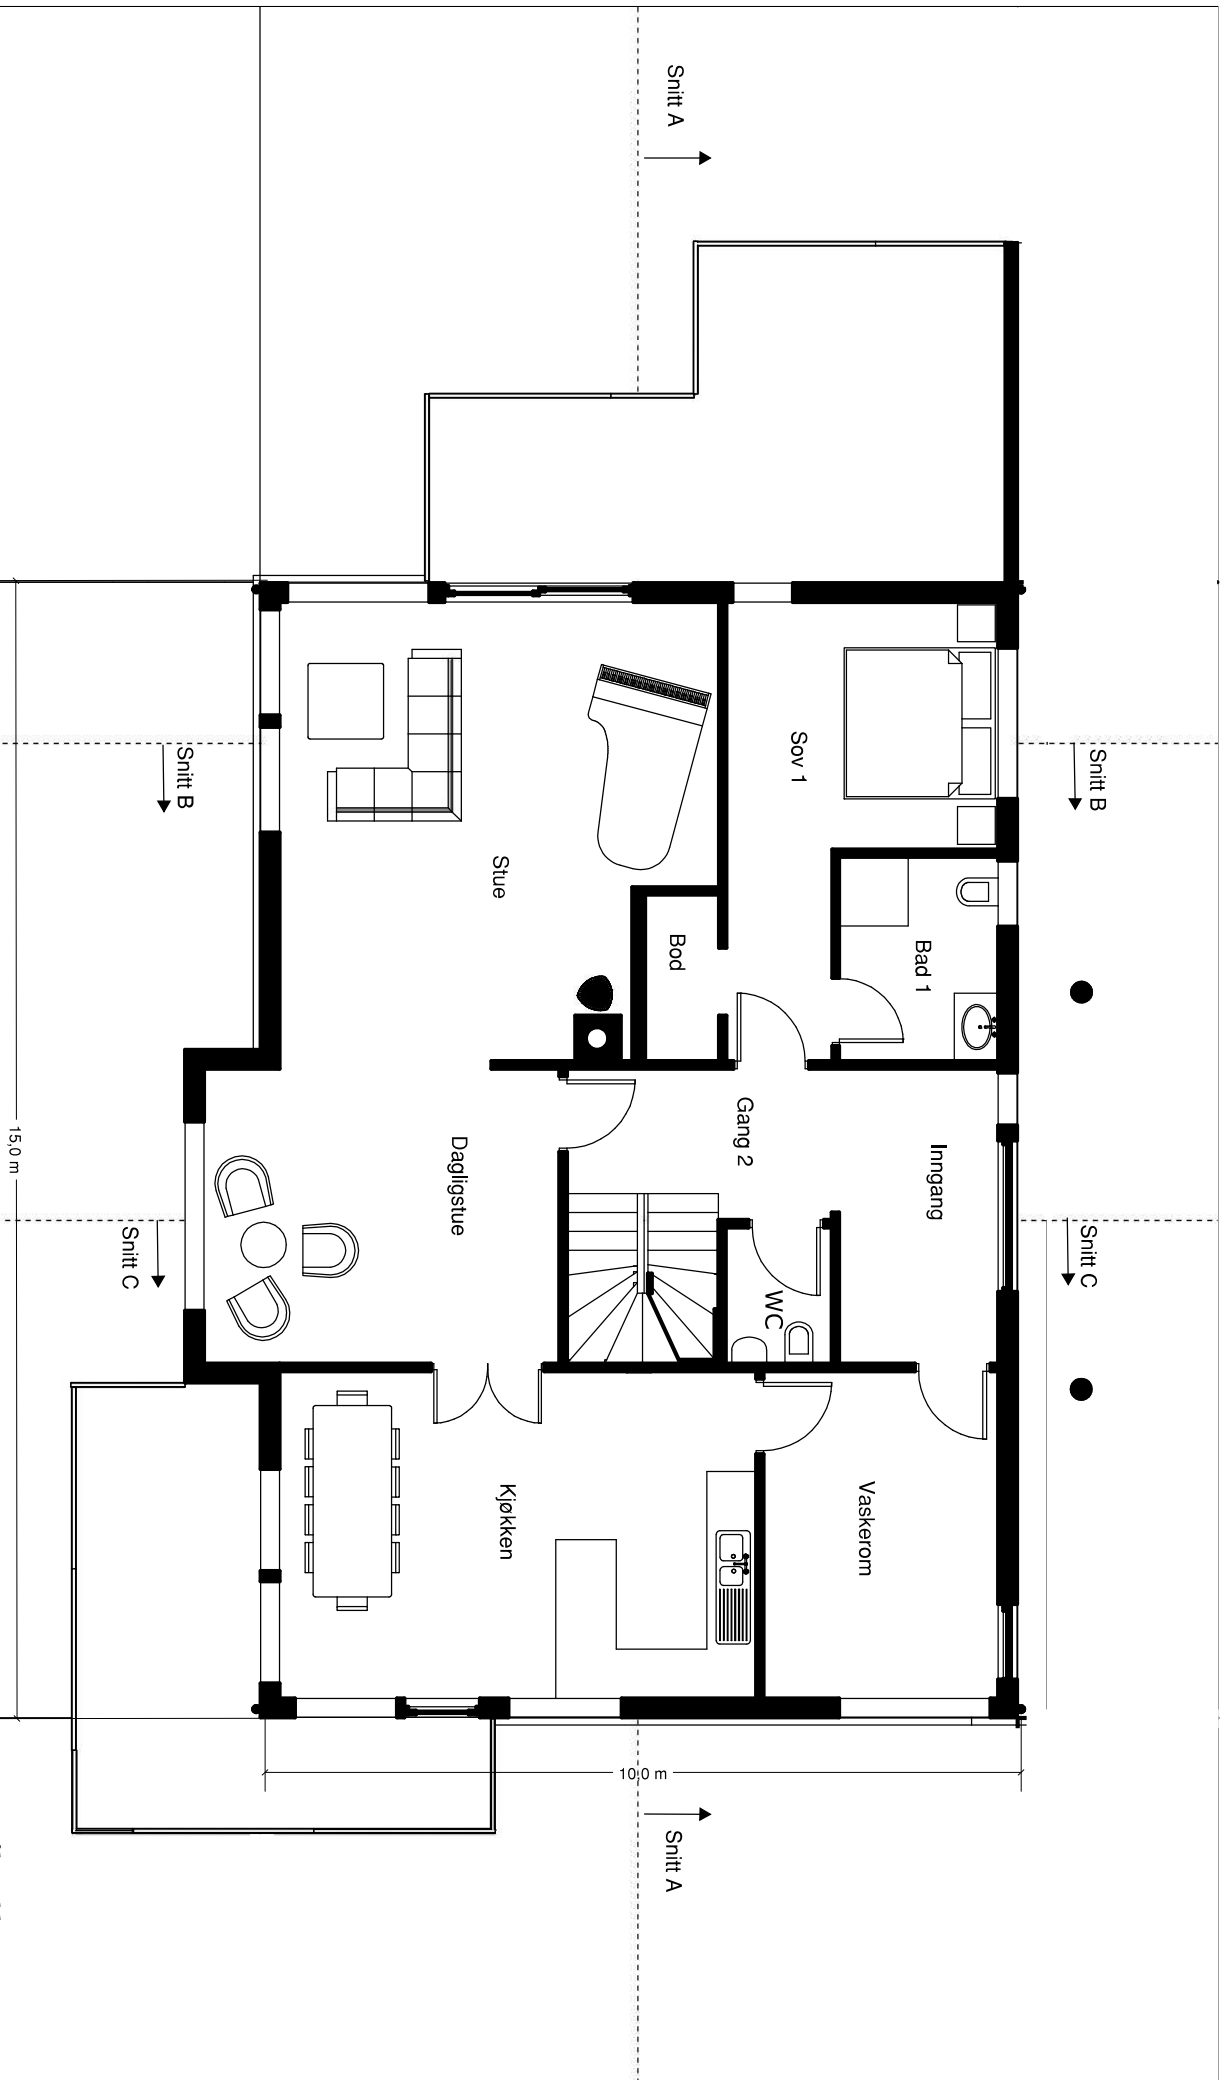 Snitt A
Snitt B
Snitt B
Sov 1
Stue
Bod
Bad 1
Gang 2
Inngang
Dagligstue
15,0 m
Snitt C
Snitt C
WC
Kjøkken
Vaskerom
10,0 m
Snitt A